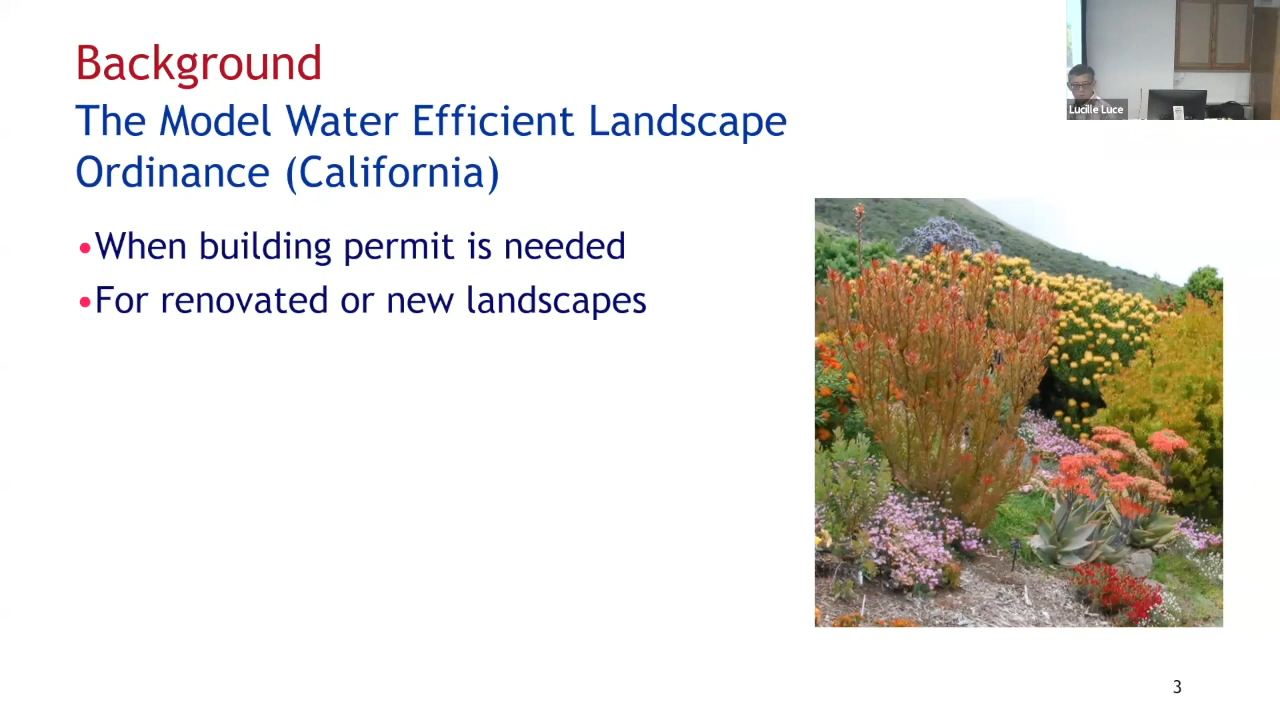 Background
The Model Water Efficient Landscape
Ordinance (California)
•When building permit is needed
•For renovated or new landscapes
Lucille Luce
3